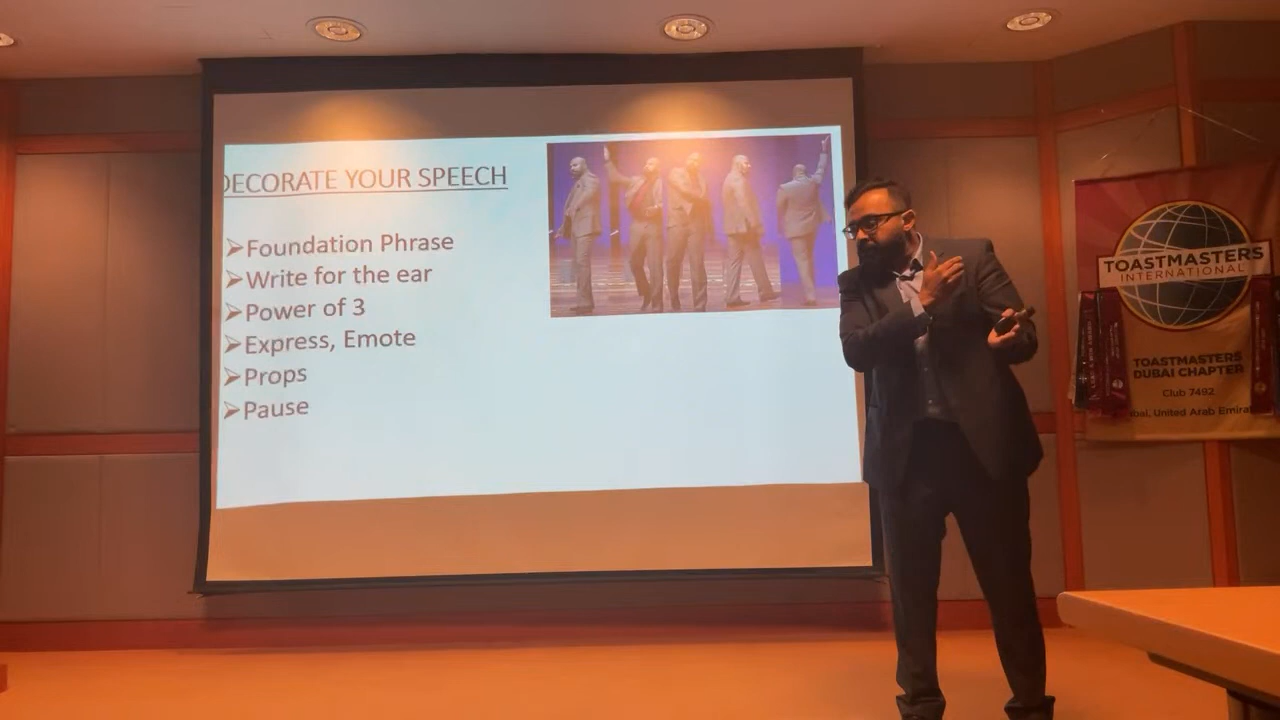 DECORATE YOUR SPEECH
➢Foundation Phrase
➢Write for the ear
➢Power of 3
➢Express, Emote
➢Props
➢Pause
TOASTMASTERS
INTERNATIONAL
TOASTMASTERS
DUBAI CHAPTER
Club 7492
United Arab